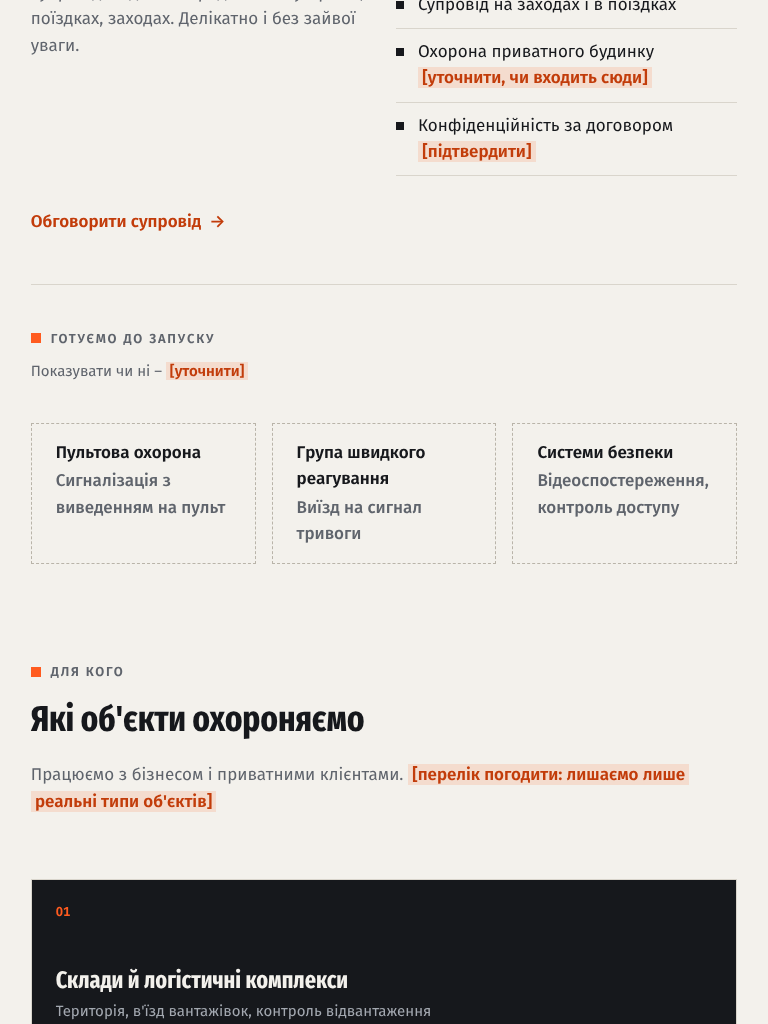 поїздках, заходах. Делікатно і без зайвої
уваги.
Супровід на заходах і в поїздках
Охорона приватного будинку
[уточнити, чи входить сюди]
Конфіденційність за договором
[підтвердити]
Обговорити супровід →
ГОТУЄМО ДО ЗАПУСКУ
Показувати чи ні – [уточнити]
Пультова охорона
Сигналізація з
виведенням на пульт
Група швидкого
реагування
Виїзд на сигнал
тривоги
Системи безпеки
Відеоспостереження,
контроль доступу
ДЛЯ КОГО
Які об'єкти охороняємо
Працюємо з бізнесом і приватними клієнтами. [перелік погодити: лишаємо лише
реальні типи об'єктів]
01
Склади й логістичні комплекси
Територія, в'їзд вантажівок, контроль відвантаження